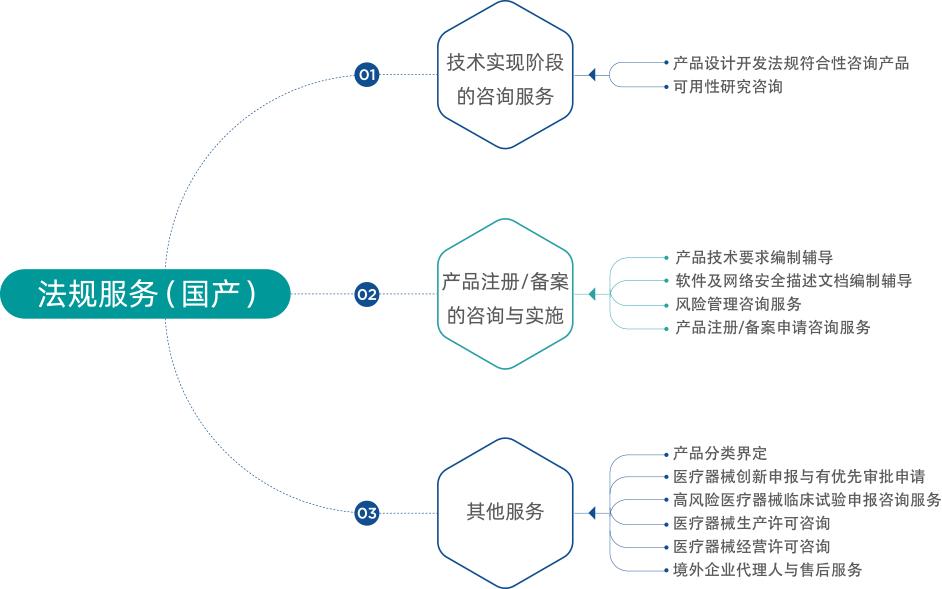 法规服务（国产）
01
技术实现阶段
的咨询服务
产品设计开发法规符合性咨询产品
可用性研究咨询
02
产品注册/备案
的咨询与实施
产品技术要求编制辅导
软件及网络安全描述文档编制辅导
风险管理咨询服务
产品注册/备案申请咨询服务
03
其他服务
产品分类界定
医疗器械创新申报与有优先审批申请
高风险医疗器械临床试验申报咨询服务
医疗器械生产许可咨询
医疗器械经营许可咨询
境外企业代理人与售后服务